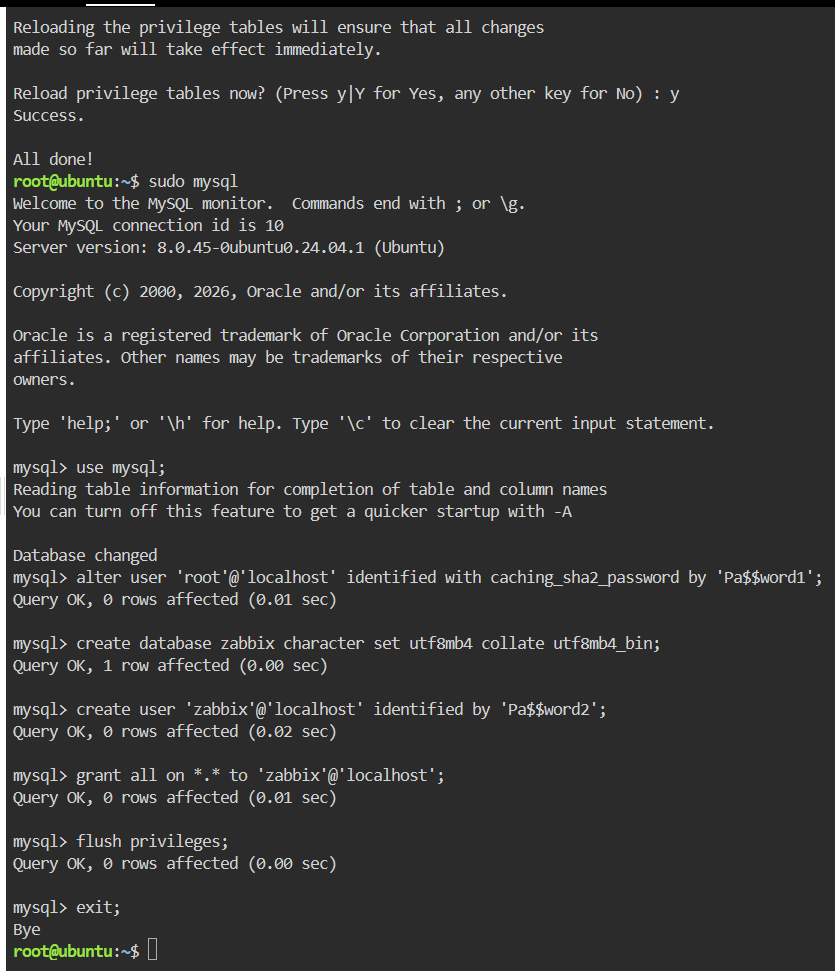 Reloading the privilege tables will ensure that all changes
made so far will take effect immediately.
Reload privilege tables now? (Press y|Y for Yes, any other key for No) : y
Success.
All done!
root@ubuntu:~$ sudo mysql
Welcome to the MySQL monitor.  Commands end with ; or \g.
Your MySQL connection id is 10
Server version: 8.0.45-0ubuntu0.24.04.1 (Ubuntu)
Copyright (c) 2000, 2026, Oracle and/or its affiliates.
Oracle is a registered trademark of Oracle Corporation and/or its
affiliates. Other names may be trademarks of their respective
owners.
Type 'help;' or '\h' for help. Type '\c' to clear the current input statement.
mysql> use mysql;
Reading table information for completion of table and column names
You can turn off this feature to get a quicker startup with -A
Database changed
mysql> alter user 'root'@'localhost' identified with caching_sha2_password by 'Pa$$word1';
Query OK, 0 rows affected (0.01 sec)
mysql> create database zabbix character set utf8mb4 collate utf8mb4_bin;
Query OK, 1 row affected (0.00 sec)
mysql> create user 'zabbix'@'localhost' identified by 'Pa$$word2';
Query OK, 0 rows affected (0.02 sec)
mysql> grant all on *.* to 'zabbix'@'localhost';
Query OK, 0 rows affected (0.01 sec)
mysql> flush privileges;
Query OK, 0 rows affected (0.00 sec)
mysql> exit;
Bye
root@ubuntu:~$